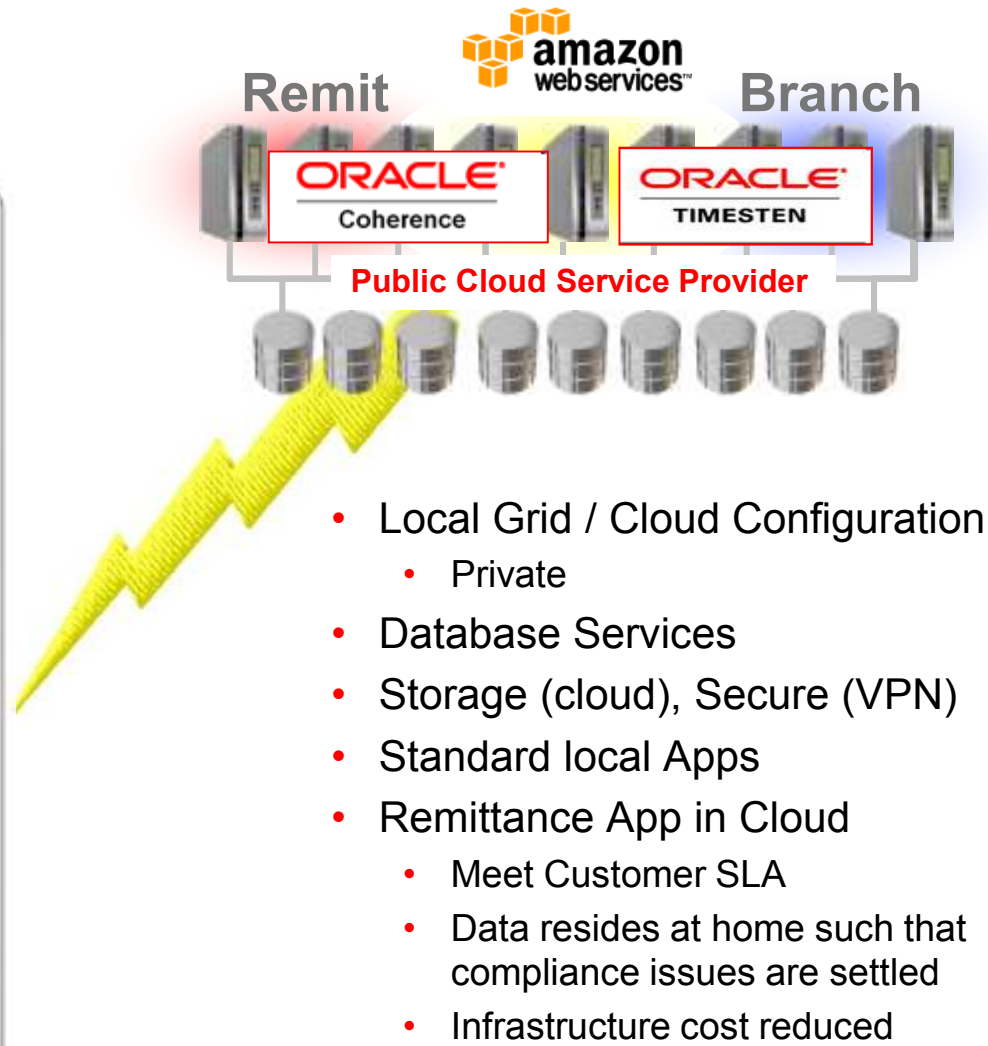 amazon
web services™
Remit
Branch
ORACLE®
Coherence
ORACLE®
TIMESTEN
Public Cloud Service Provider
• Local Grid / Cloud Configuration
• Private
• Database Services
• Storage (cloud), Secure (VPN)
• Standard local Apps
• Remittance App in Cloud
• Meet Customer SLA
• Data resides at home such that
compliance issues are settled
• Infrastructure cost reduced